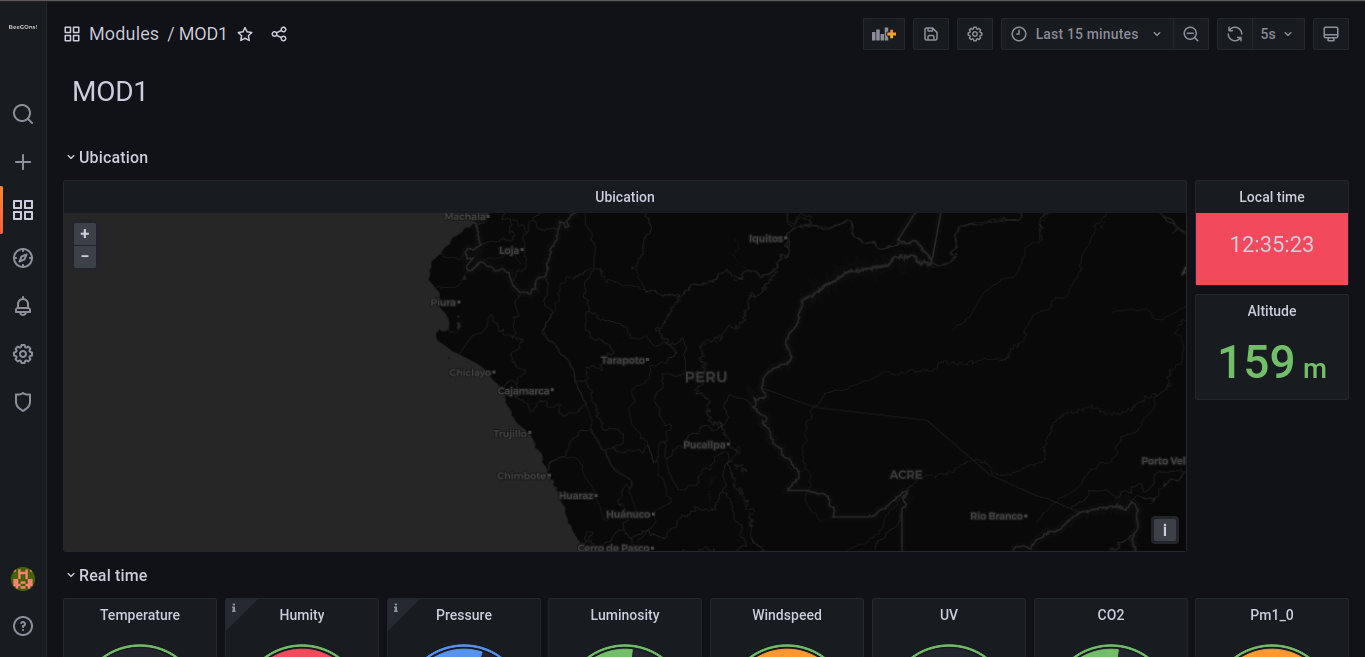 BeeGOns!
Modules / MOD1
Last 15 minutes
5s
MOD1
Ubication
Ubication
Local time
12:35:23
Altitude
159 m
+
−
Machala
Loja
Iquitos
Piura
Tarapoto
PERU
Chiclayo
Cajamarca
Trujillo
Pucallpa
Chimbote
ACRE
Porto Vel
Huaraz
Huánuco
Rio Branco
Cerro de Pasco
i
Real time
Temperature
i
Humity
i
Pressure
Luminosity
Windspeed
UV
CO2
Pm1_0